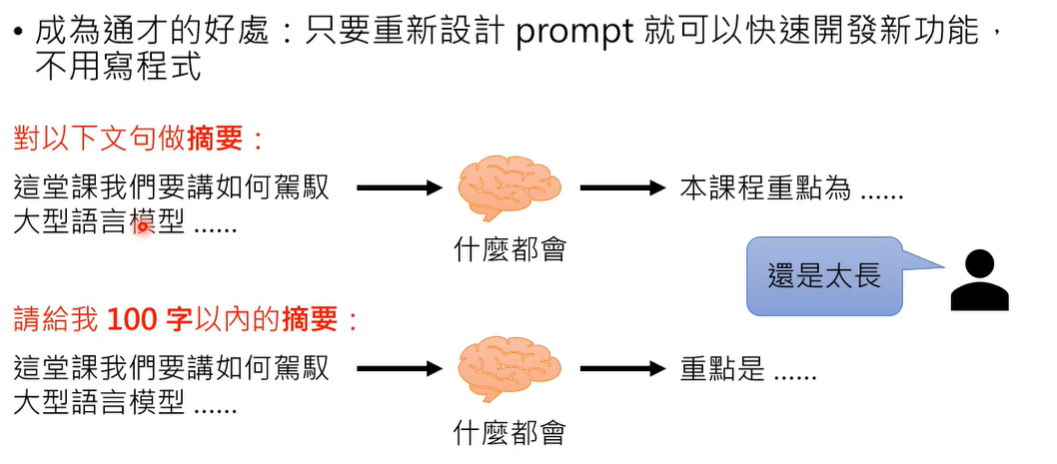 • 成為通才的好處：只要重新設計 prompt 就可以快速開發新功能，
不用寫程式
對以下文句做摘要：
這堂課我們要講如何駕馭
大型語言模型 ......
什麼都會
本課程重點為 ......
還是太長
請給我 100 字以內的摘要：
這堂課我們要講如何駕馭
大型語言模型 ......
什麼都會
重點是 ......